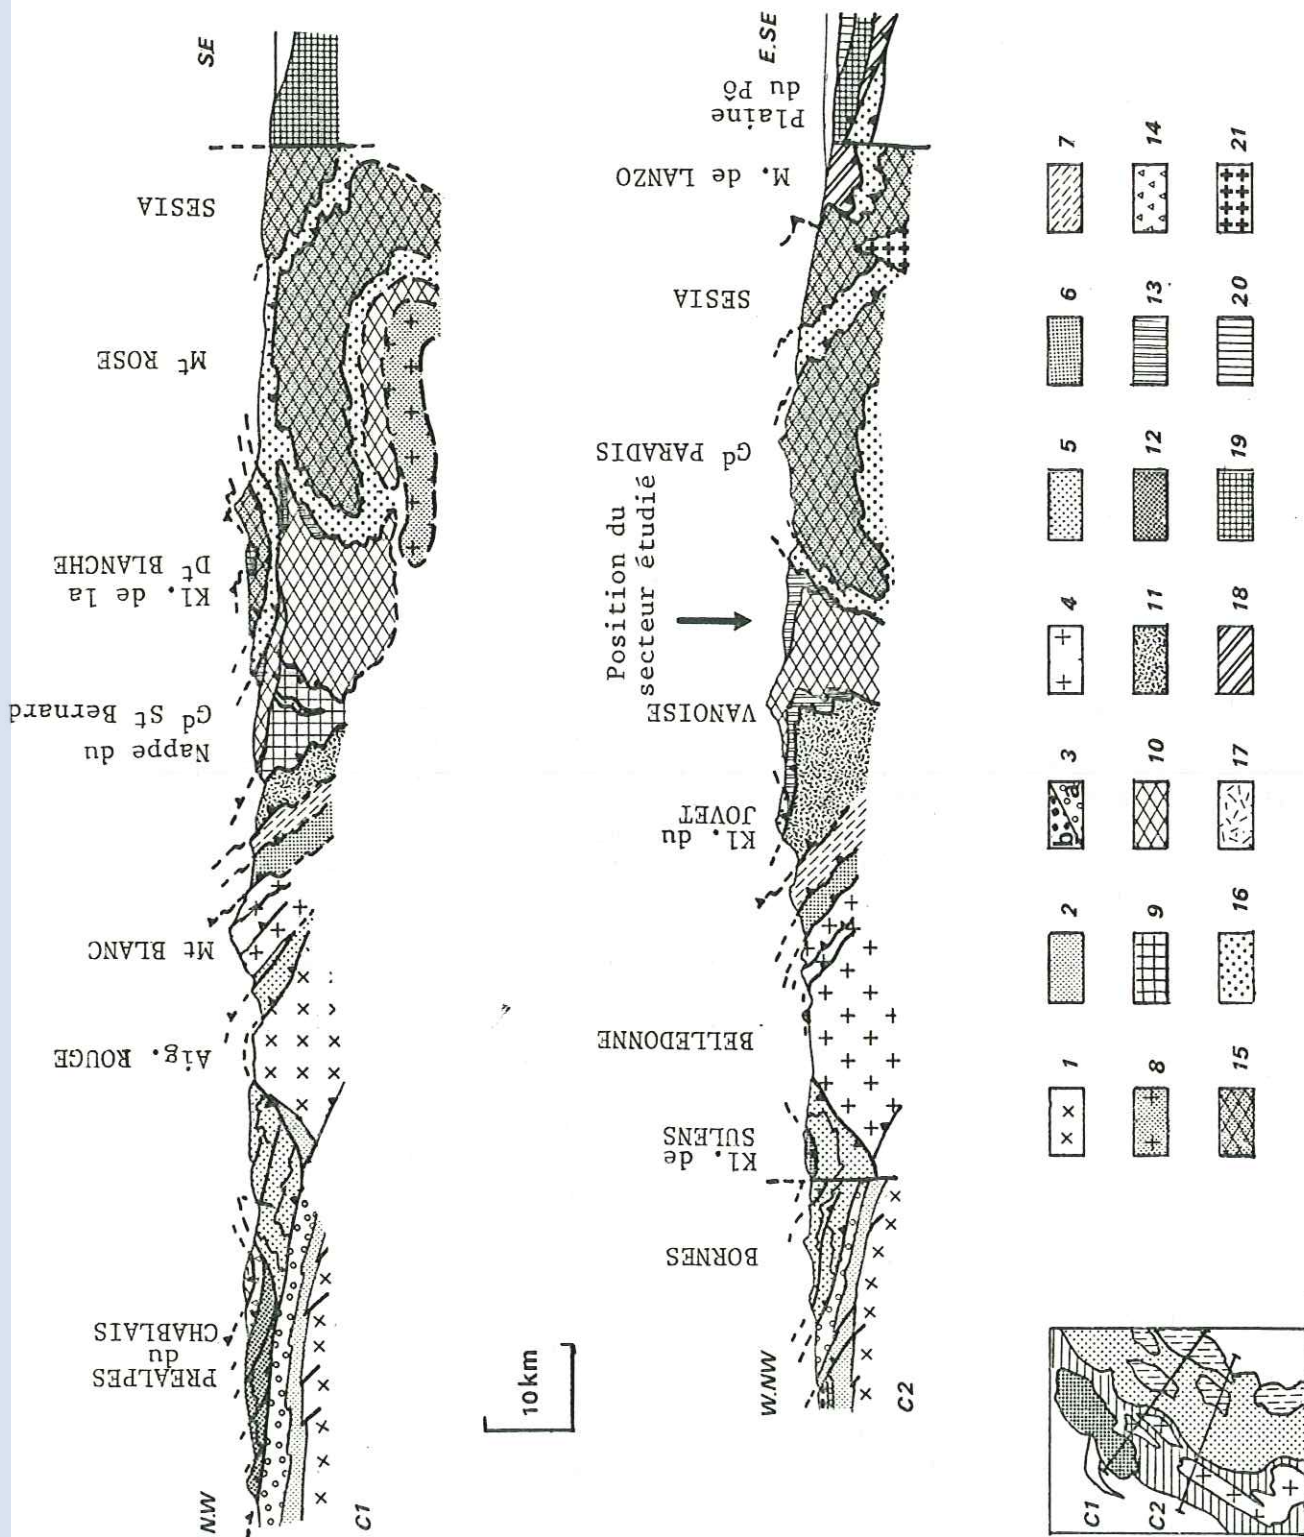 N.W
S.E
PREALPES
du
CHABLAIS
Aig. ROUGE
Mt BLANC
Nappe du
Gd St Bernard
Kl. de la
Dt BLANCHE
Mt ROSE
SESIA
C1
10 km
W.NW
E.SE
BORNES
Kl. de
SULENS
BELLEDONNE
Kl. du
JOVET
VANOISE
Position du
secteur étudié
Gd PARADIS
SESIA
M. de LANZO
Plaine
du Pô
C2
1 2 3 4 5 6 7
b a
8 9 10 11 12 13 14
15 16 17 18 19 20 21
C1
C2